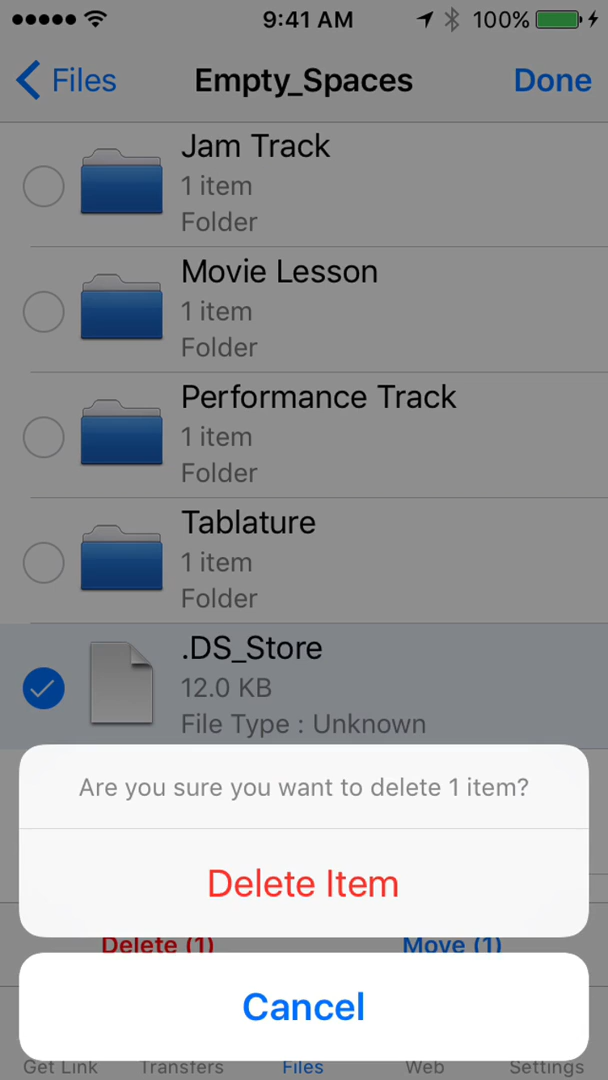 9:41 AM 100%
Files Empty_Spaces Done
Jam Track
1 item
Folder
Movie Lesson
1 item
Folder
Performance Track
1 item
Folder
Tablature
1 item
Folder
.DS_Store
12.0 KB
File Type : Unknown
Are you sure you want to delete 1 item?
Delete Item
Delete (1) Move (1)
Cancel
Get Link Transfers Files Web Settings